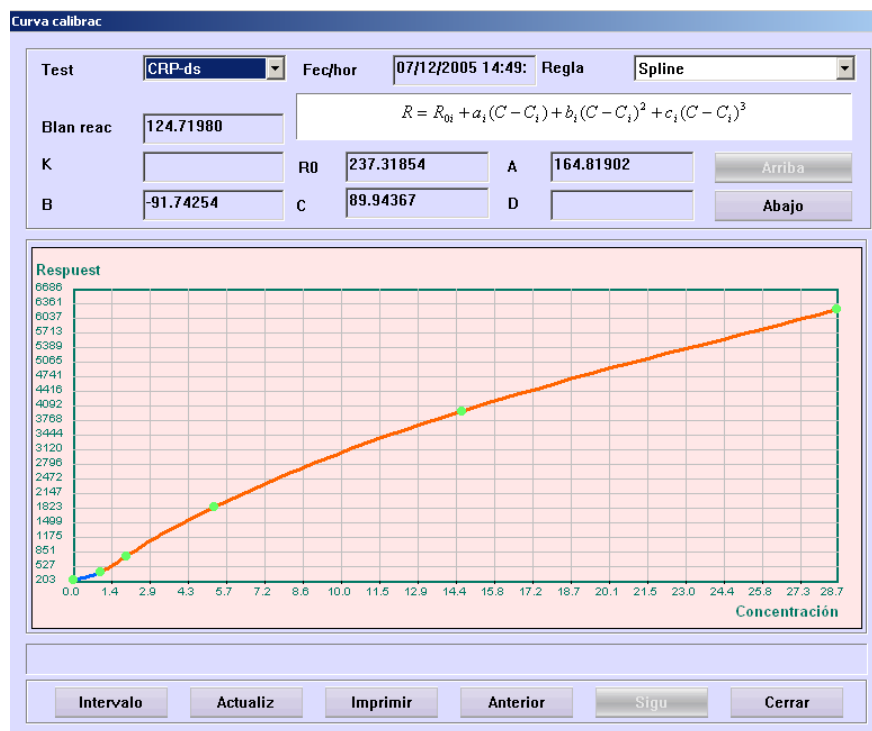 Curva calibrac
Test CRP-ds Fec/hor 07/12/2005 14:49: Regla Spline
Blan reac 124.71980 R = R0i + ai(C − Ci) + bi(C − Ci)² + ci(C − Ci)³
K R0 237.31854 A 164.81902 Arriba
B -91.74254 C 89.94367 D Abajo
Respuest
6686
6361
6037
5713
5389
5065
4741
4416
4092
3768
3444
3120
2796
2472
2147
1823
1499
1175
851
527
203
0.0 1.4 2.9 4.3 5.7 7.2 8.6 10.0 11.5 12.9 14.4 15.8 17.2 18.7 20.1 21.5 23.0 24.4 25.8 27.3 28.7
Concentración
Intervalo Actualiz Imprimir Anterior Sigu Cerrar